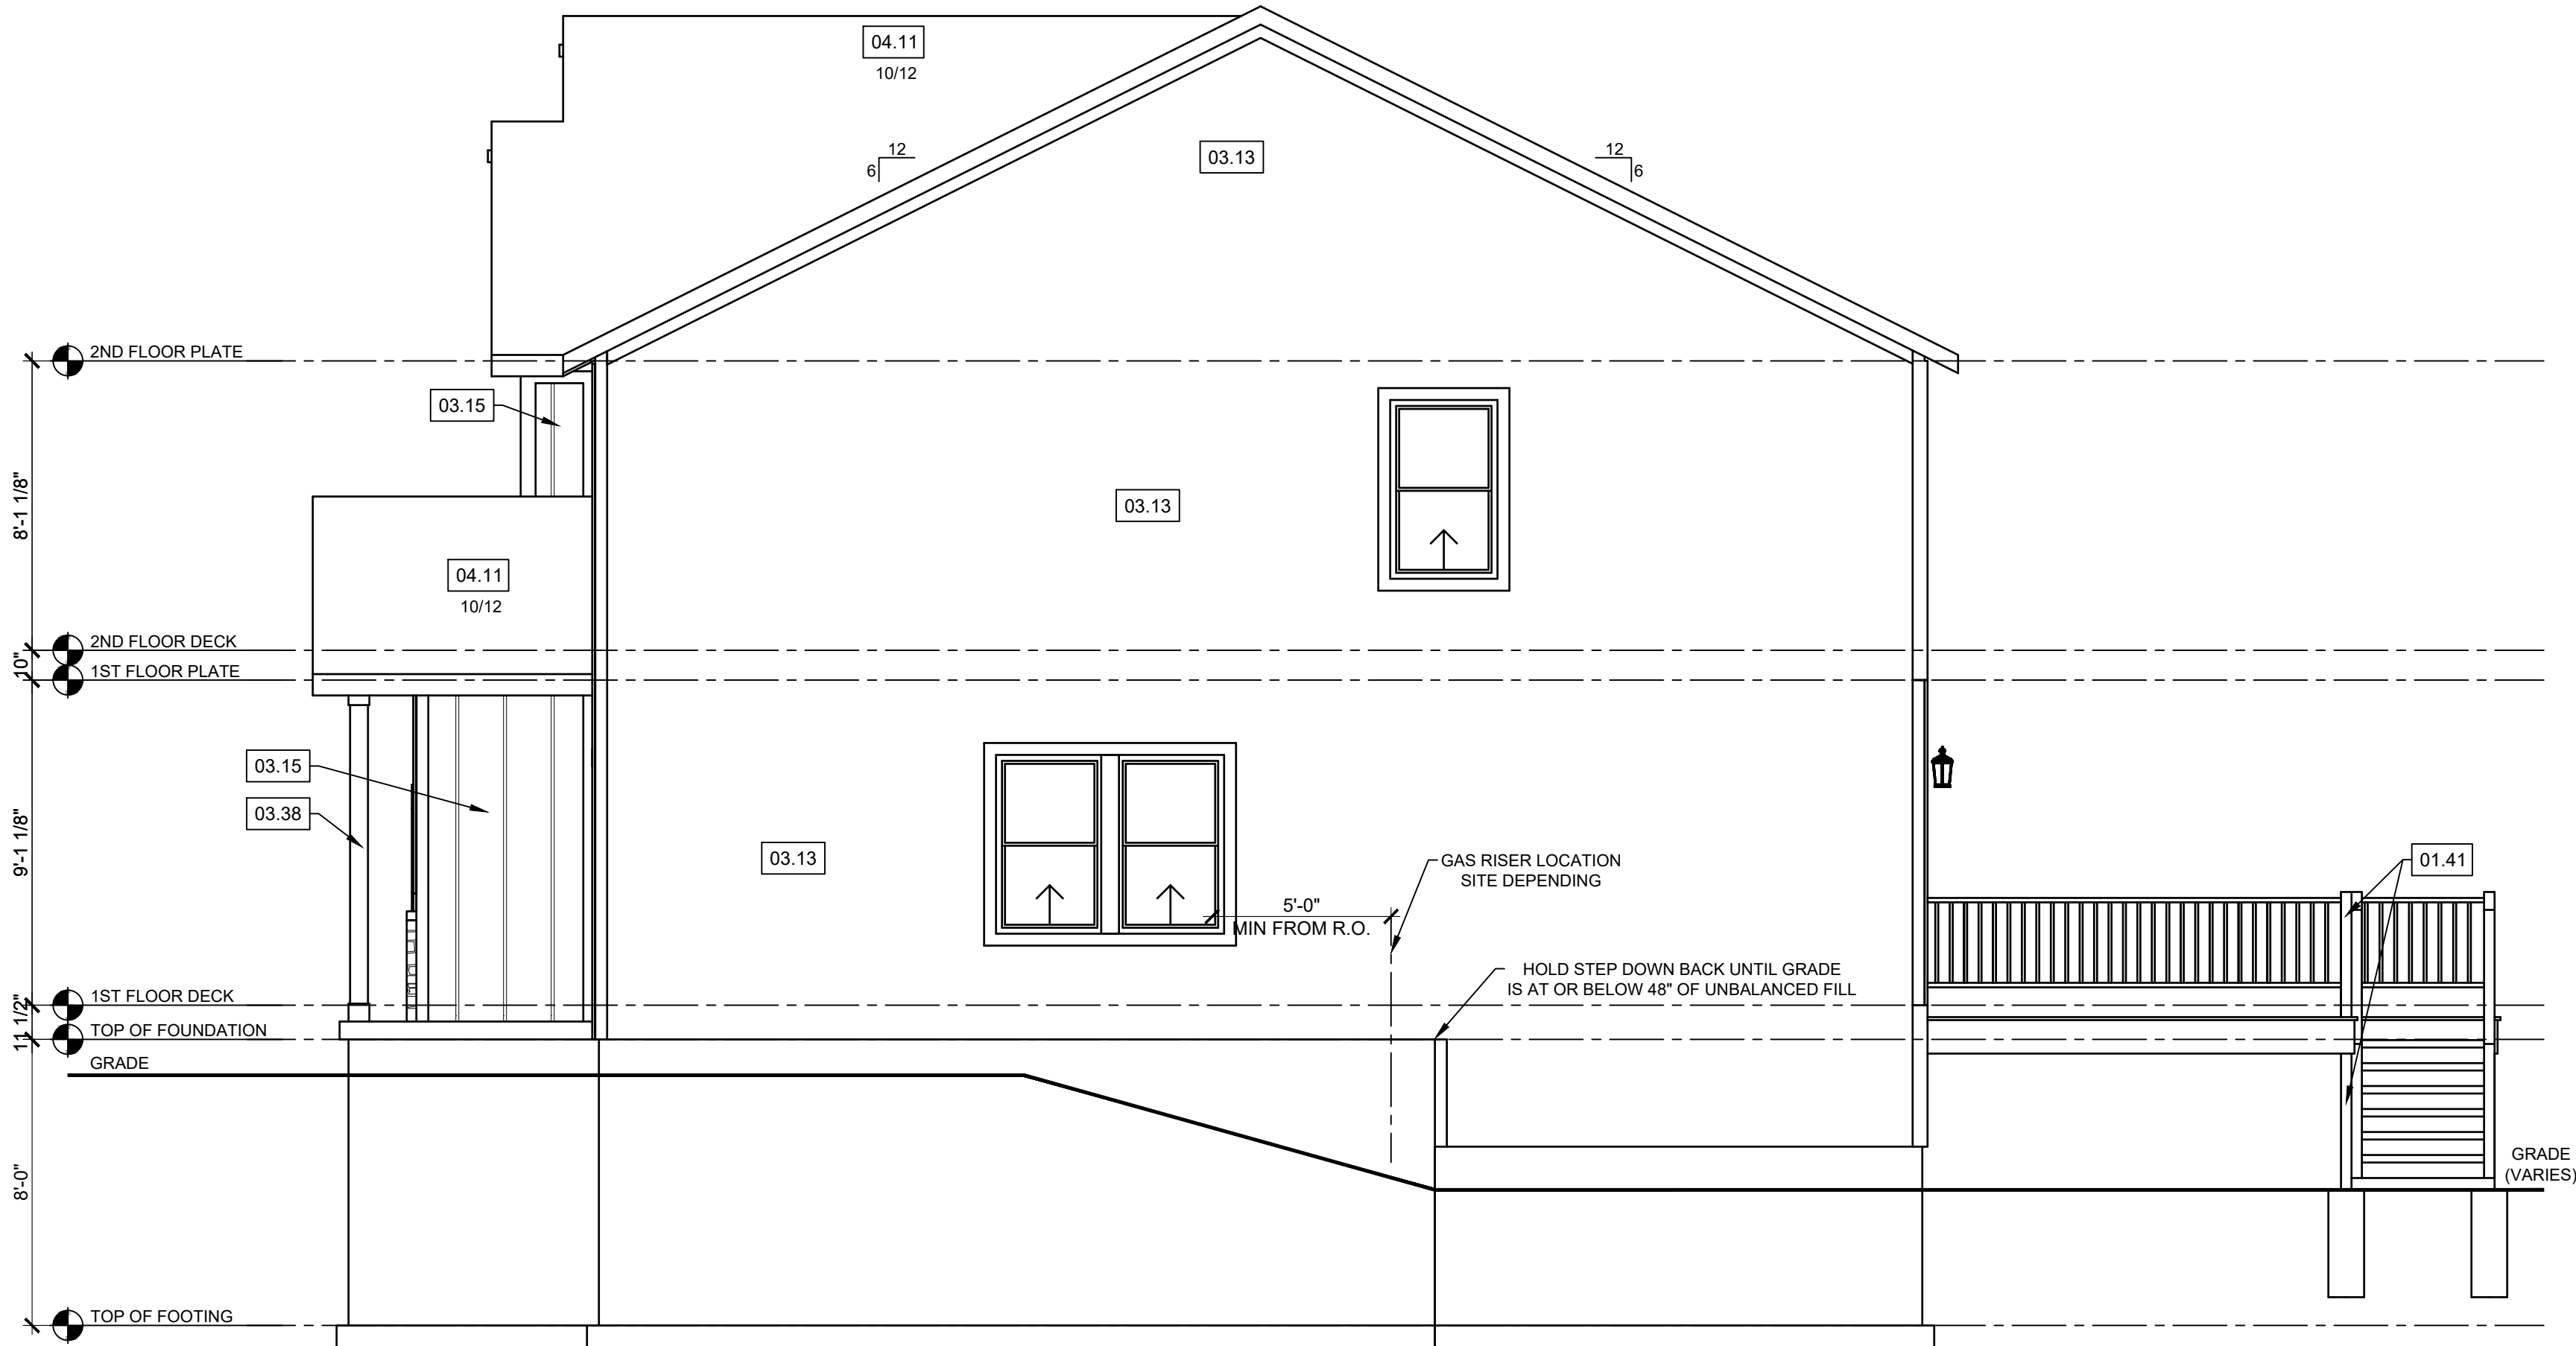 04.11
10/12
12
6
03.13
12
6
2ND FLOOR PLATE
03.15
8'-1 1/8"
03.13
04.11
10/12
2ND FLOOR DECK
10"
1ST FLOOR PLATE
03.15
03.38
9'-1 1/8"
03.13
GAS RISER LOCATION
SITE DEPENDING
01.41
5'-0"
MIN FROM R.O.
HOLD STEP DOWN BACK UNTIL GRADE
IS AT OR BELOW 48" OF UNBALANCED FILL
1ST FLOOR DECK
11 1/2"
TOP OF FOUNDATION
GRADE
8'-0"
GRADE
(VARIES)
TOP OF FOOTING